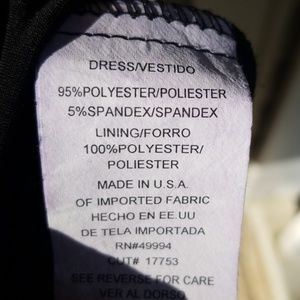 DRESS/VESTIDO
95%POLYESTER/POLIESTER
5%SPANDEX/SPANDEX
LINING/FORRO
100%POLYESTER/
POLIESTER
MADE IN U.S.A.
OF IMPORTED FABRIC
HECHO EN EE.UU
DE TELA IMPORTADA
RN#49994
CUT# 17753
SEE REVERSE FOR CARE
VER AL DORSO